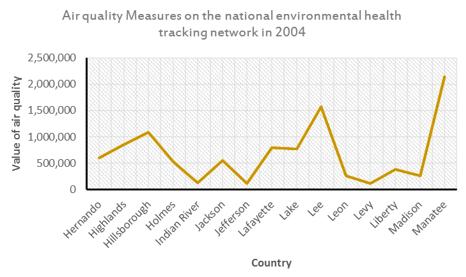 Air quality Measures on the national environmental health
tracking network in 2004
Value of air quality
2,500,000
2,000,000
1,500,000
1,000,000
500,000
0
Hernando
Highlands
Hillsborough
Holmes
Indian River
Jackson
Jefferson
Lafayette
Lake
Lee
Leon
Levy
Liberty
Madison
Manatee
Country